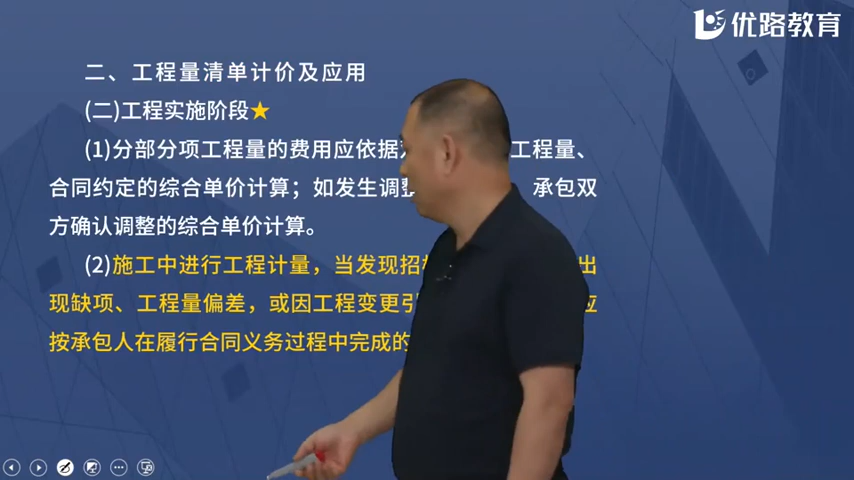 优路教育
二、工程量清单计价及应用
(二)工程实施阶段★
(1)分部分项工程量的费用应依据 工程量、
合同约定的综合单价计算；如发生调整 承包双
方确认调整的综合单价计算。
(2)施工中进行工程计量，当发现招 出
现缺项、工程量偏差，或因工程变更引 应
按承包人在履行合同义务过程中完成的